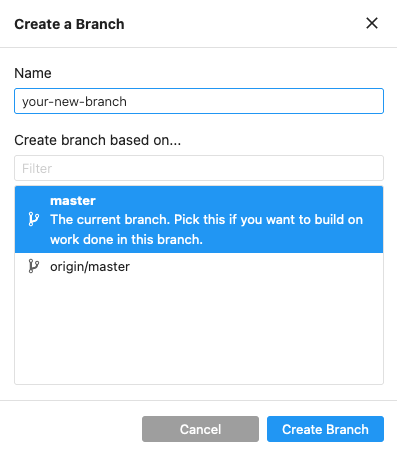 Create a Branch
Name
your-new-branch
Create branch based on...
Filter
master
The current branch. Pick this if you want to build on
work done in this branch.
origin/master
Cancel
Create Branch